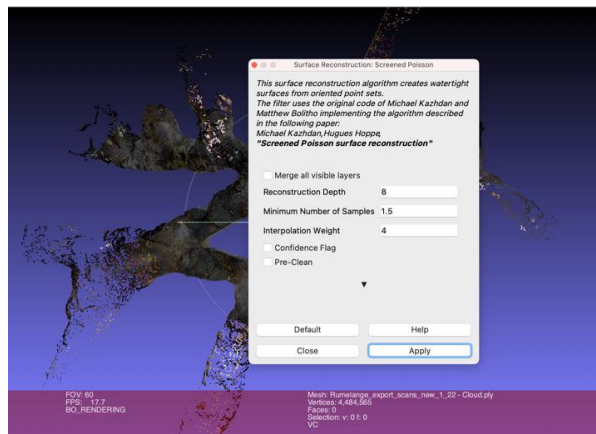 Surface Reconstruction: Screened Poisson
This surface reconstruction algorithm creates watertight
surfaces from oriented point sets.
The filter uses the original code of Michael Kazhdan and
Matthew Bolitho implementing the algorithm described
in the following paper:
Michael Kazhdan,Hugues Hoppe,
"Screened Poisson surface reconstruction"
Merge all visible layers
Reconstruction Depth 8
Minimum Number of Samples 1.5
Interpolation Weight 4
Confidence Flag
Pre-Clean
Default Help
Close Apply
FOV: 60
FPS: 17.7
BO_RENDERING
Mesh: Rumelange_export_scans_new_1_22 - Cloud.ply
Vertices: 4,484,565
Faces: 0
Selection: v: 0 f: 0
VC